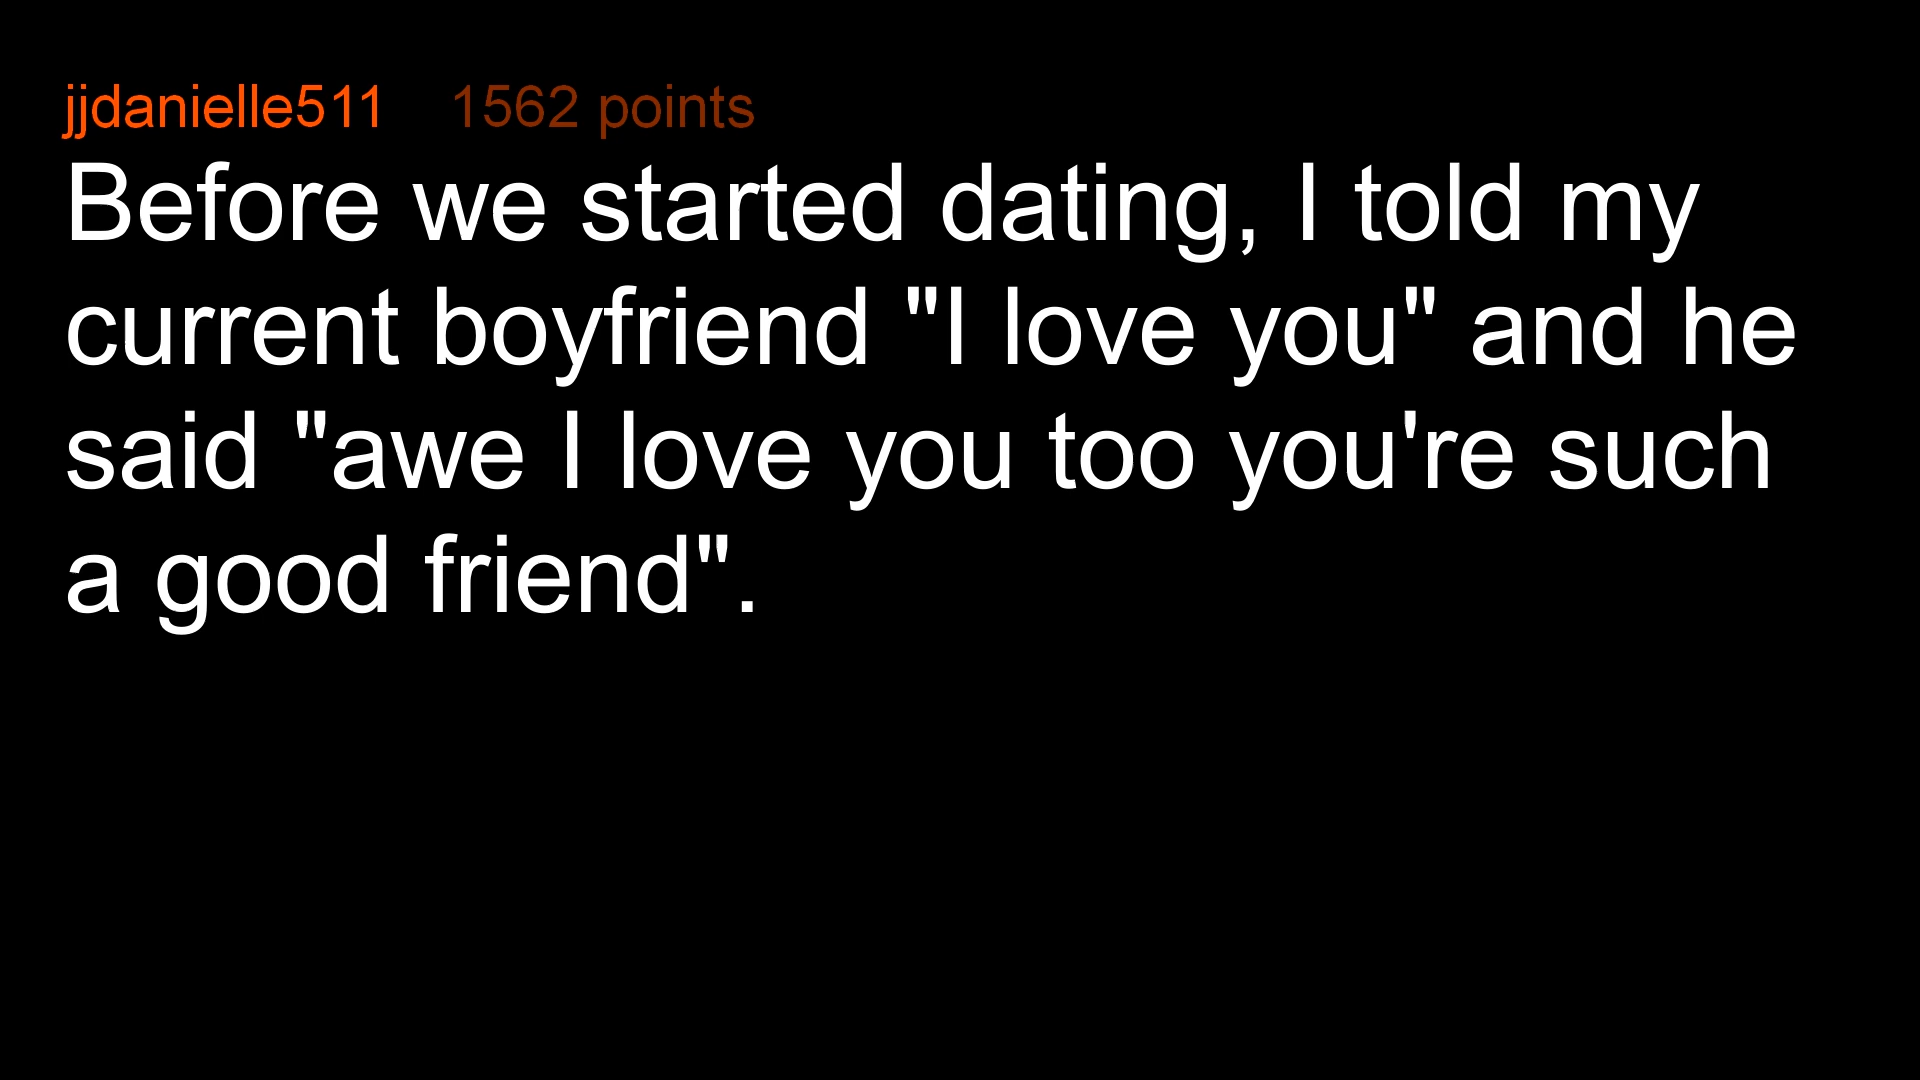 jjdanielle511 1562 points
Before we started dating, I told my
current boyfriend "I love you" and he
said "awe I love you too you're such
a good friend".